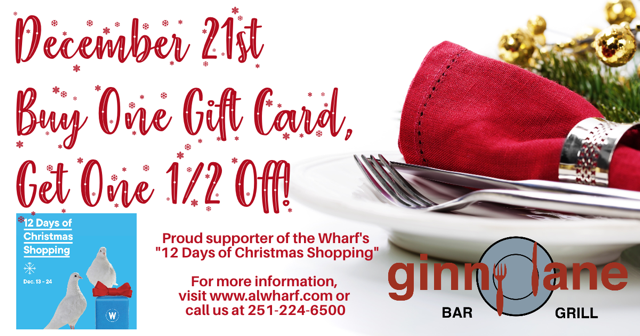 December 21st
Buy One Gift Card,
Get One 1/2 Off!
12 Days of
Christmas
Shopping
Dec. 13 - 24
W
Proud supporter of the Wharf's
"12 Days of Christmas Shopping"
For more information,
visit www.alwharf.com or
call us at 251-224-6500
ginny lane
BAR GRILL